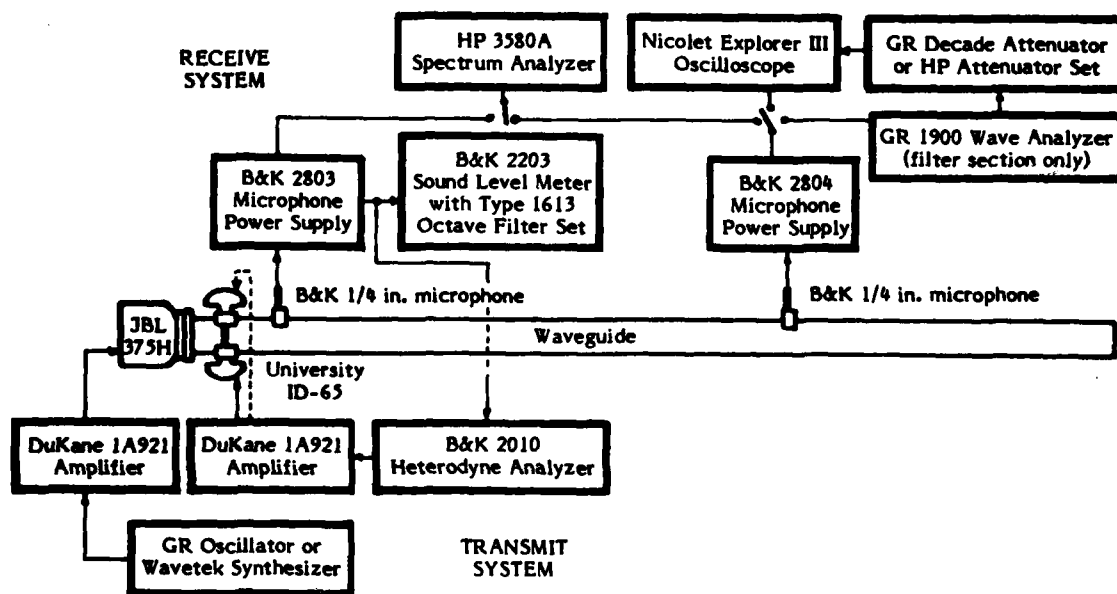 RECEIVE
SYSTEM
HP 3580A
Spectrum Analyzer
Nicolet Explorer III
Oscilloscope
GR Decade Attenuator
or HP Attenuator Set
GR 1900 Wave Analyzer
(filter section only)
B&K 2803
Microphone
Power Supply
B&K 2203
Sound Level Meter
with Type 1613
Octave Filter Set
B&K 2804
Microphone
Power Supply
B&K 1/4 in. microphone
B&K 1/4 in. microphone
JBL
375H
Waveguide
University
ID-65
DuKane 1A921
Amplifier
DuKane 1A921
Amplifier
B&K 2010
Heterodyne Analyzer
GR Oscillator or
Wavetek Synthesizer
TRANSMIT
SYSTEM